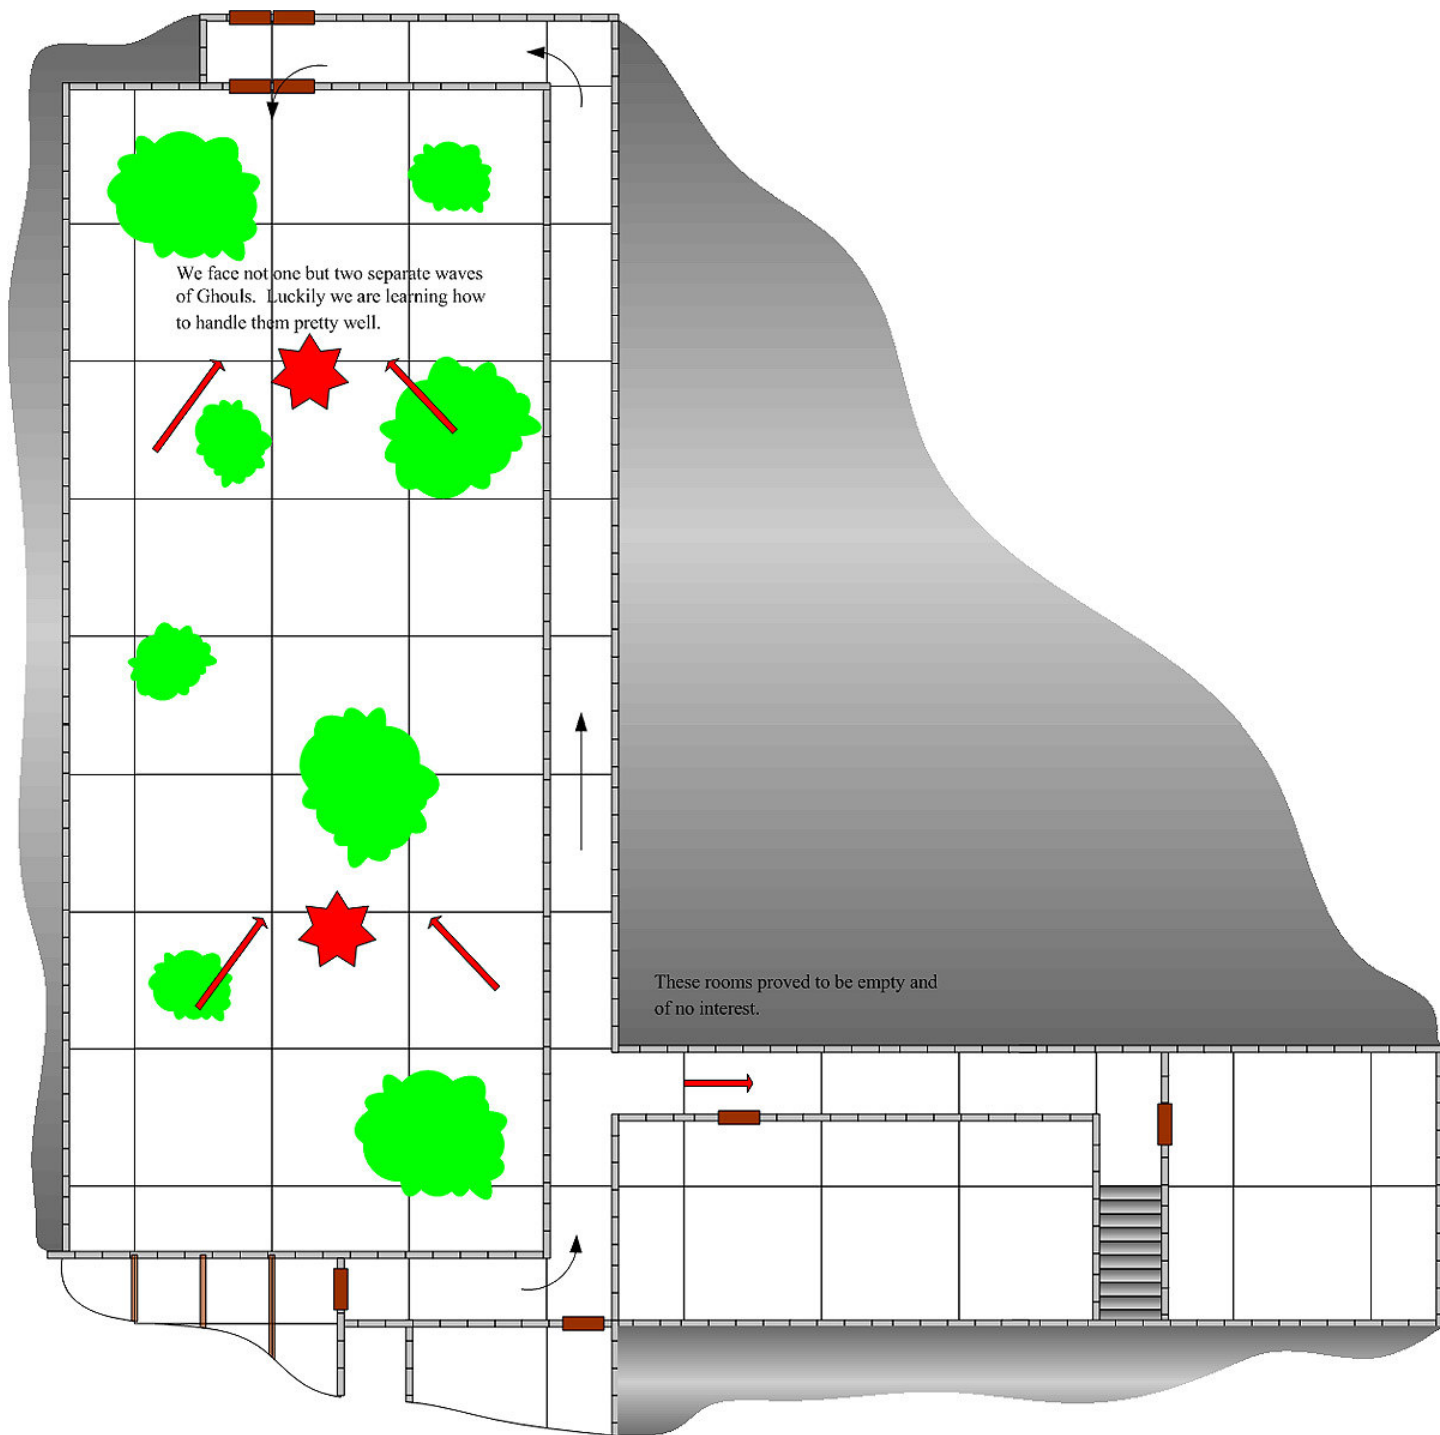 We face not one but two separate waves
of Ghouls.  Luckily we are learning how
to handle them pretty well.
These rooms proved to be empty and
of no interest.